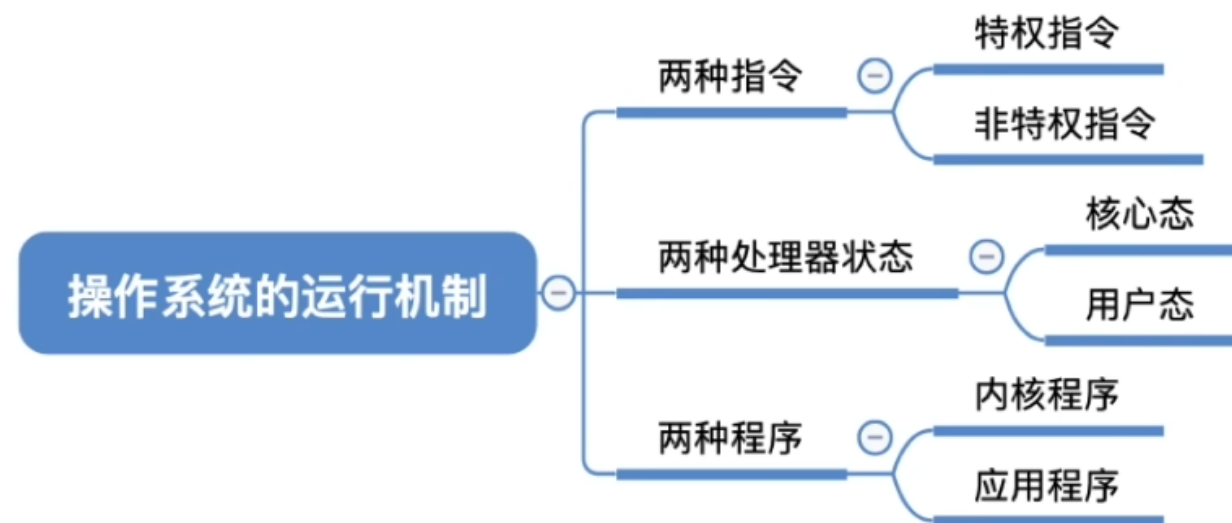 操作系统的运行机制
两种指令
特权指令
非特权指令
两种处理器状态
核心态
用户态
两种程序
内核程序
应用程序